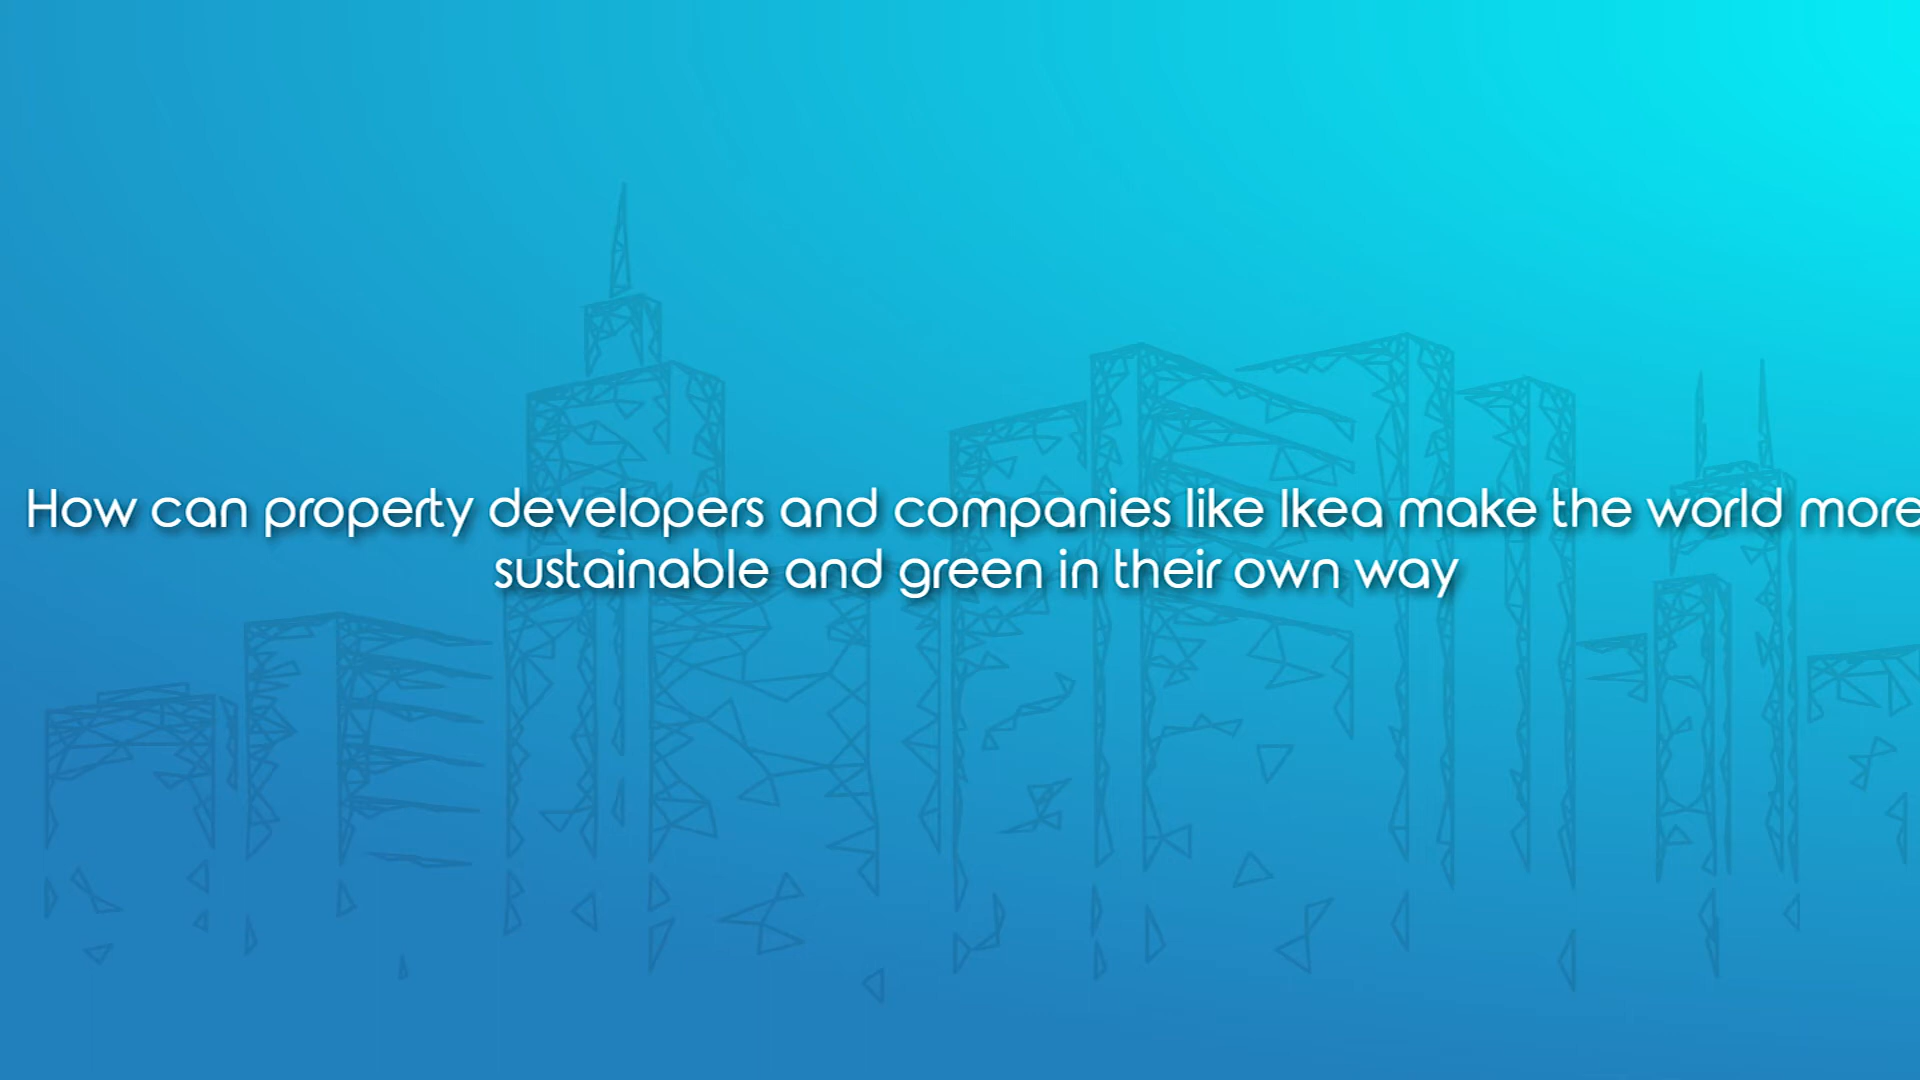 How can property developers and companies like Ikea make the world more
sustainable and green in their own way